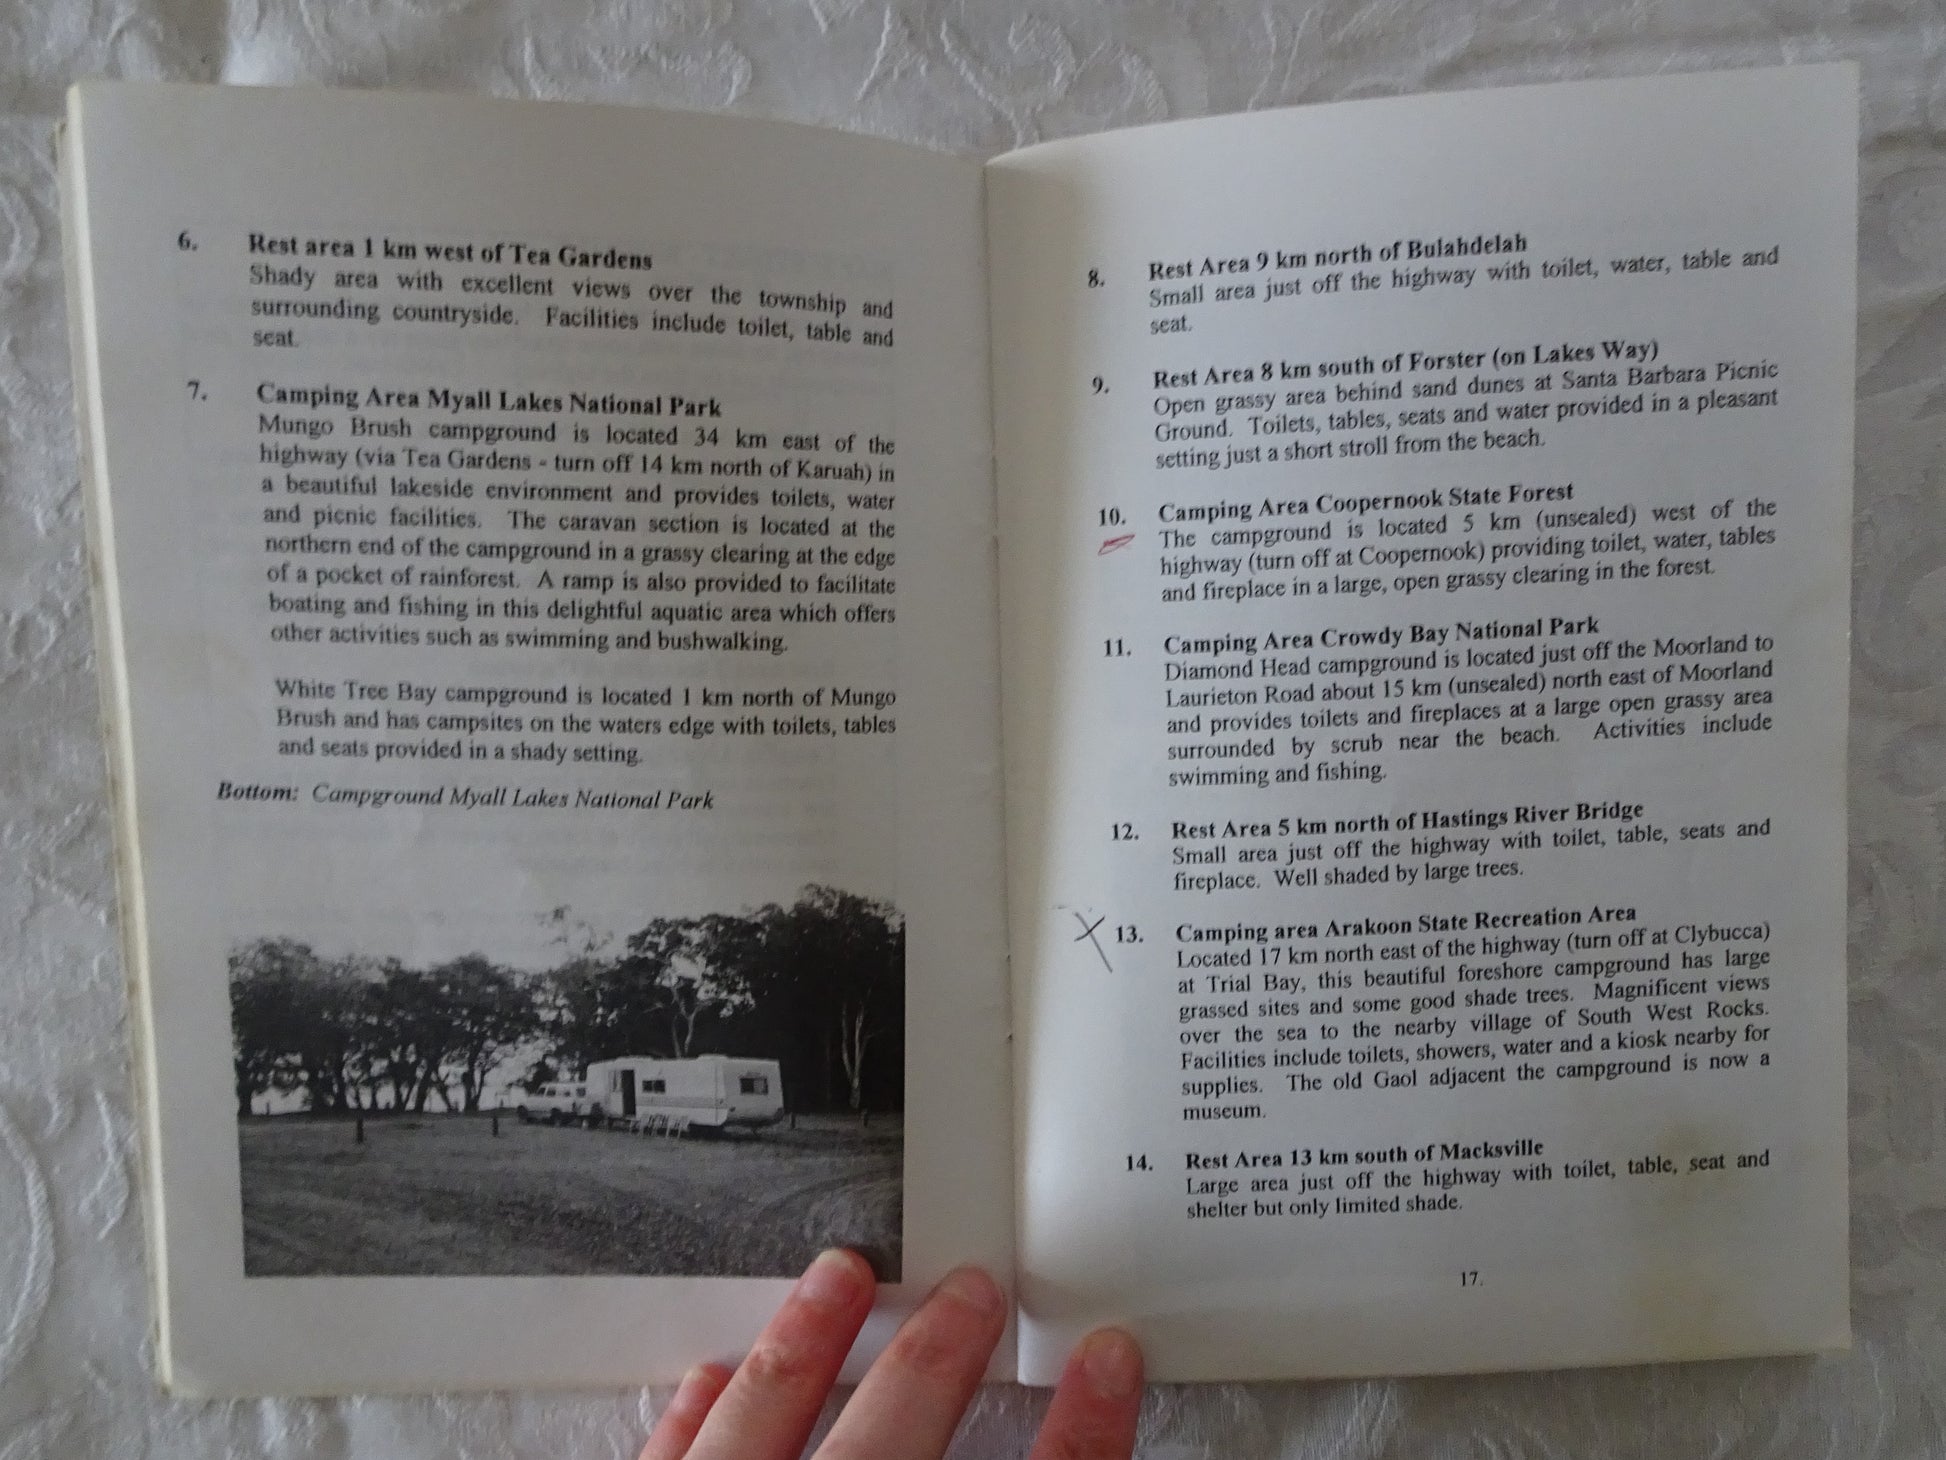 6. Rest area 1 km west of Tea Gardens
Shady area with excellent views over the township and
surrounding countryside. Facilities include toilet, table and
seat.
7. Camping Area Myall Lakes National Park
Mungo Brush campground is located 34 km east of the
highway (via Tea Gardens - turn off 14 km north of Karuah) in
a beautiful lakeside environment and provides toilets, water
and picnic facilities. The caravan section is located at the
northern end of the campground in a grassy clearing at the edge
of a pocket of rainforest. A ramp is also provided to facilitate
boating and fishing in this delightful aquatic area which offers
other activities such as swimming and bushwalking.
White Tree Bay campground is located 1 km north of Mungo
Brush and has campsites on the waters edge with toilets, tables
and seats provided in a shady setting.
Bottom: Campground Myall Lakes National Park
8. Rest Area 9 km north of Bulahdelah
Small area just off the highway with toilet, water, table and
seat.
9. Rest Area 8 km south of Forster (on Lakes Way)
Open grassy area behind sand dunes at Santa Barbara Picnic
Ground. Toilets, tables, seats and water provided in a pleasant
setting just a short stroll from the beach.
10. Camping Area Coopernook State Forest
The campground is located 5 km (unsealed) west of the
highway (turn off at Coopernook) providing toilet, water, tables
and fireplace in a large, open grassy clearing in the forest.
11. Camping Area Crowdy Bay National Park
Diamond Head campground is located just off the Moorland to
Laurieton Road about 15 km (unsealed) north east of Moorland
and provides toilets and fireplaces at a large open grassy area
surrounded by scrub near the beach. Activities include
swimming and fishing.
12. Rest Area 5 km north of Hastings River Bridge
Small area just off the highway with toilet, table, seats and
fireplace. Well shaded by large trees.
13. Camping area Arakoon State Recreation Area
Located 17 km north east of the highway (turn off at Clybucca)
at Trial Bay, this beautiful foreshore campground has large
grassed sites and some good shade trees. Magnificent views
over the sea to the nearby village of South West Rocks.
Facilities include toilets, showers, water and a kiosk nearby for
supplies. The old Gaol adjacent the campground is now a
museum.
14. Rest Area 13 km south of Macksville
Large area just off the highway with toilet, table, seat and
shelter but only limited shade.
17.